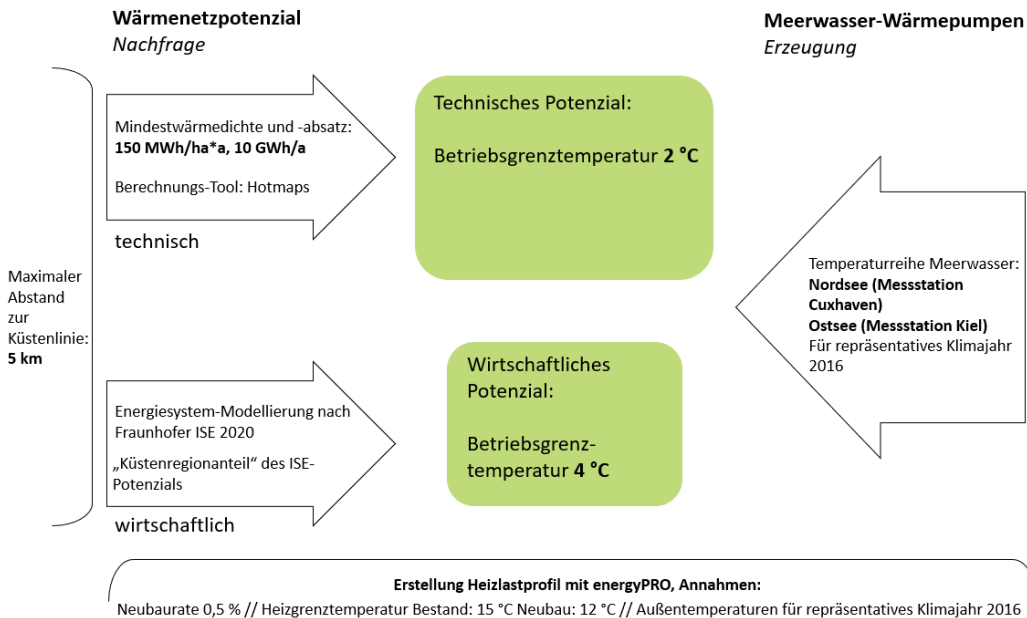 Wärmenetzpotenzial
Nachfrage
Meerwasser-Wärmepumpen
Erzeugung
Maximaler
Abstand
zur
Küstenlinie:
5 km
Mindestwärmedichte und -absatz:
150 MWh/ha*a, 10 GWh/a
Berechnungs-Tool: Hotmaps
technisch
Technisches Potenzial:
Betriebsgrenztemperatur 2 °C
Temperaturreihe Meerwasser:
Nordsee (Messstation
Cuxhaven)
Ostsee (Messstation Kiel)
Für repräsentatives Klimajahr
2016
Energiesystem-Modellierung nach
Fraunhofer ISE 2020
„Küstenregionanteil" des ISE-
Potenzials
wirtschaftlich
Wirtschaftliches
Potenzial:
Betriebsgrenz-
temperatur 4 °C
Erstellung Heizlastprofil mit energyPRO, Annahmen:
Neubaurate 0,5 % // Heizgrenztemperatur Bestand: 15 °C Neubau: 12 °C // Außentemperaturen für repräsentatives Klimajahr 2016